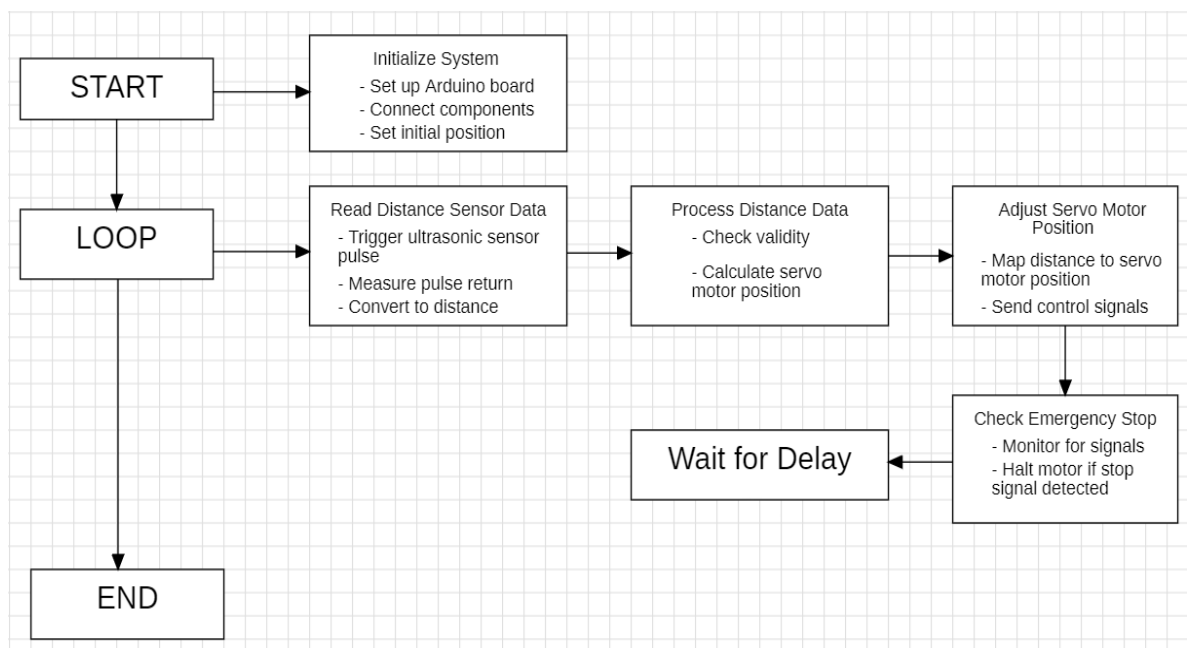 START
Initialize System
- Set up Arduino board
- Connect components
- Set initial position
LOOP
Read Distance Sensor Data
- Trigger ultrasonic sensor
pulse
- Measure pulse return
- Convert to distance
Process Distance Data
- Check validity
- Calculate servo
motor position
Adjust Servo Motor
Position
- Map distance to servo
motor position
- Send control signals
Check Emergency Stop
- Monitor for signals
- Halt motor if stop
signal detected
Wait for Delay
END